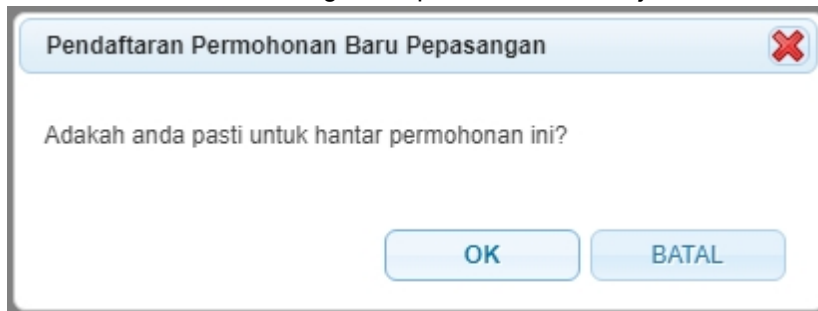 Pendaftaran Permohonan Baru Pepasangan
Adakah anda pasti untuk hantar permohonan ini?
OK
BATAL